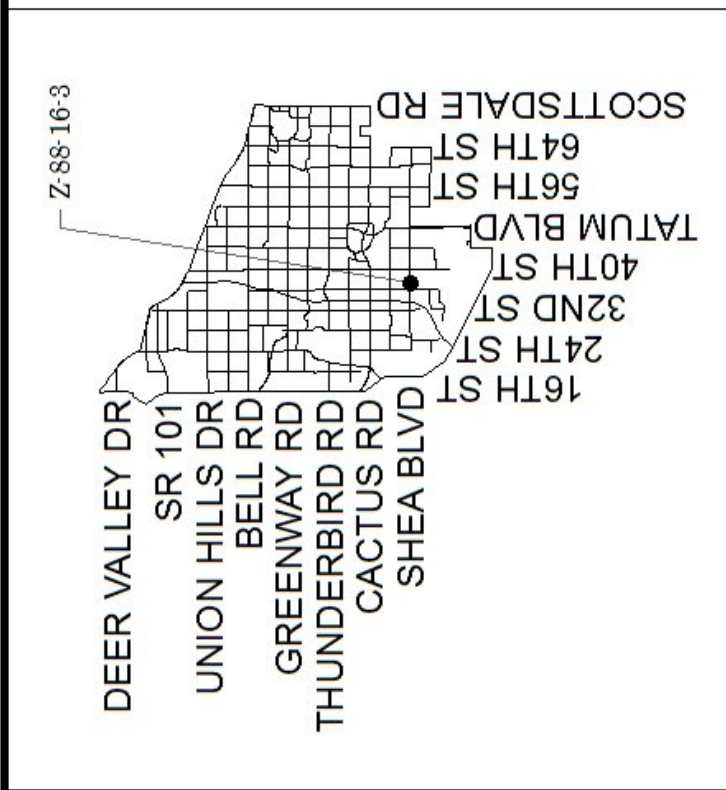 Z-88-16-3
SCOTTSDALE RD
64TH ST
56TH ST
TATUM BLVD
40TH ST
32ND ST
24TH ST
16TH ST
DEER VALLEY DR
SR 101
UNION HILLS DR
BELL RD
GREENWAY RD
THUNDERBIRD RD
CACTUS RD
SHEA BLVD